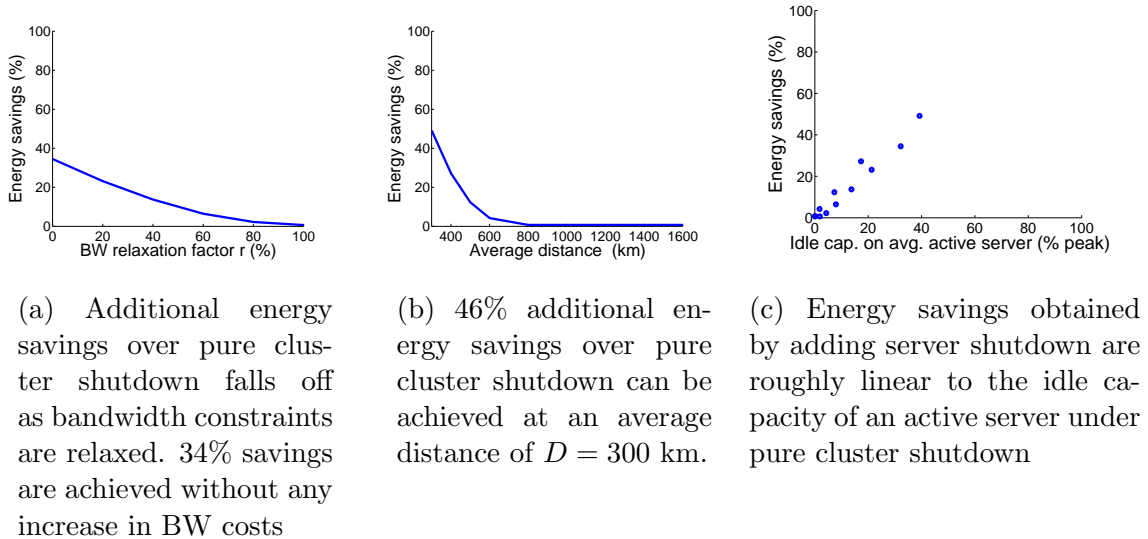 100
80
60
40
20
0
Energy savings (%)
0 20 40 60 80 100
BW relaxation factor r (%)
100
80
60
40
20
0
Energy savings (%)
400 600 800 1000 1200 1400 1600
Average distance (km)
100
80
60
40
20
0
Energy savings (%)
0 20 40 60 80 100
Idle cap. on avg. active server (% peak)
(a) Additional energy
savings over pure clus-
ter shutdown falls off
as bandwidth constraints
are relaxed. 34% savings
are achieved without any
increase in BW costs
(b) 46% additional en-
ergy savings over pure
cluster shutdown can be
achieved at an average
distance of D = 300 km.
(c) Energy savings obtained
by adding server shutdown are
roughly linear to the idle ca-
pacity of an active server under
pure cluster shutdown